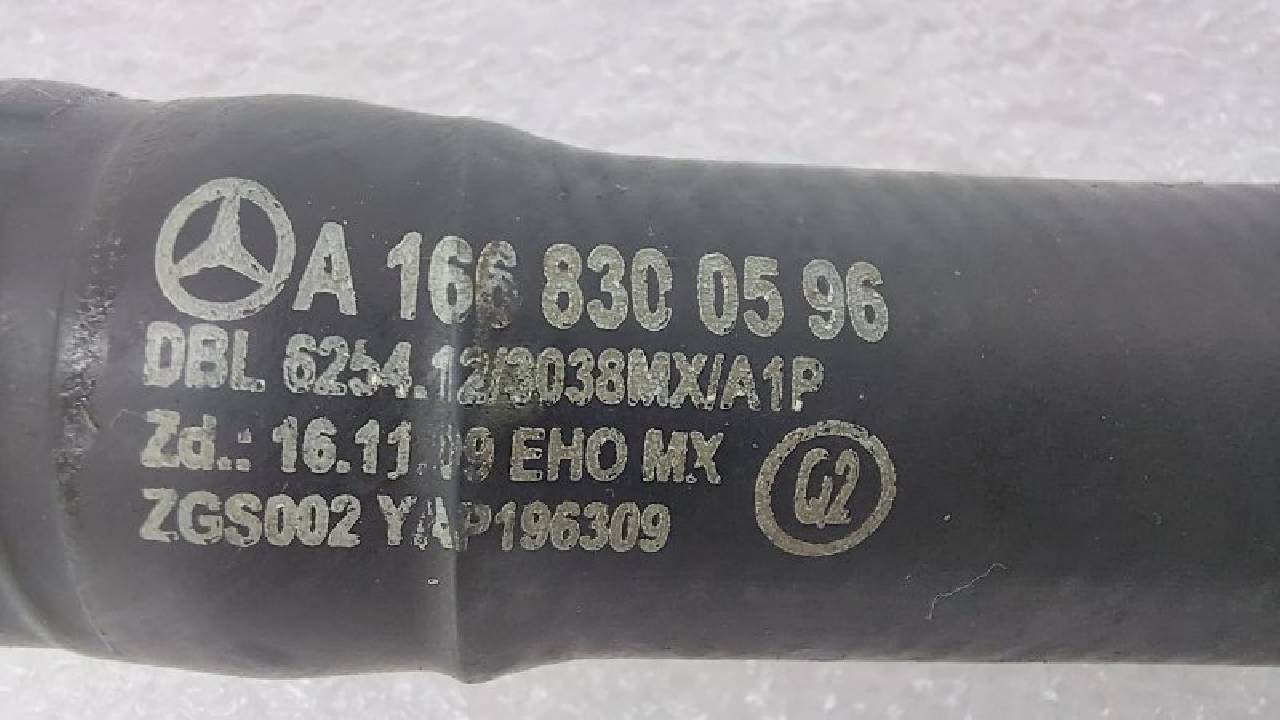 A 166 830 05 96
DBL 6254.12/3038MX/A1P
Zd.: 16.11.09 EHO MX
ZGS002 YAP196309
Q2